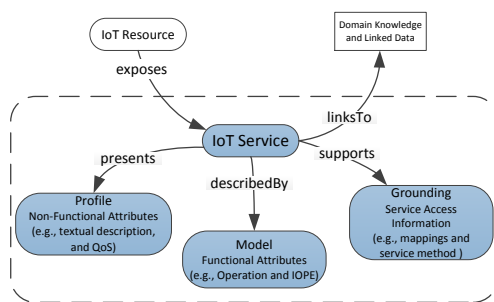 IoT Resource
Domain Knowledge
and Linked Data
exposes
linksTo
IoT Service
presents
supports
describedBy
Profile
Non-Functional Attributes
(e.g., textual description,
and QoS)
Model
Functional Attributes
(e.g., Operation and IOPE)
Grounding
Service Access
Information
(e.g., mappings and
service method )